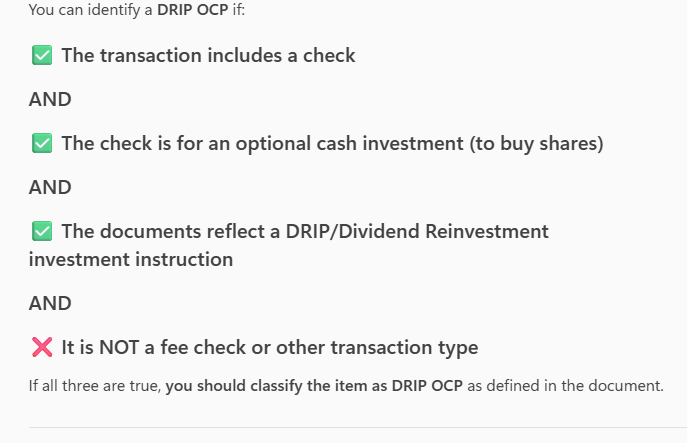 You can identify a DRIP OCP if:
✅ The transaction includes a check
AND
✅ The check is for an optional cash investment (to buy shares)
AND
✅ The documents reflect a DRIP/Dividend Reinvestment
investment instruction
AND
❌ It is NOT a fee check or other transaction type
If all three are true, you should classify the item as DRIP OCP as defined in the document.